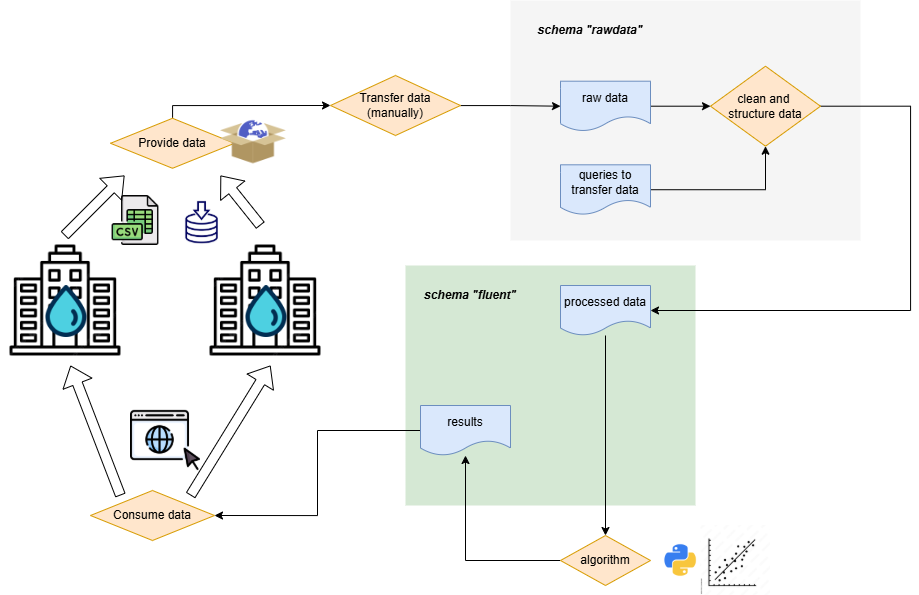 schema "rawdata"
Transfer data
(manually)
raw data
clean and
structure data
Provide data
queries to
transfer data
CSV
schema "fluent"
processed data
results
Consume data
algorithm